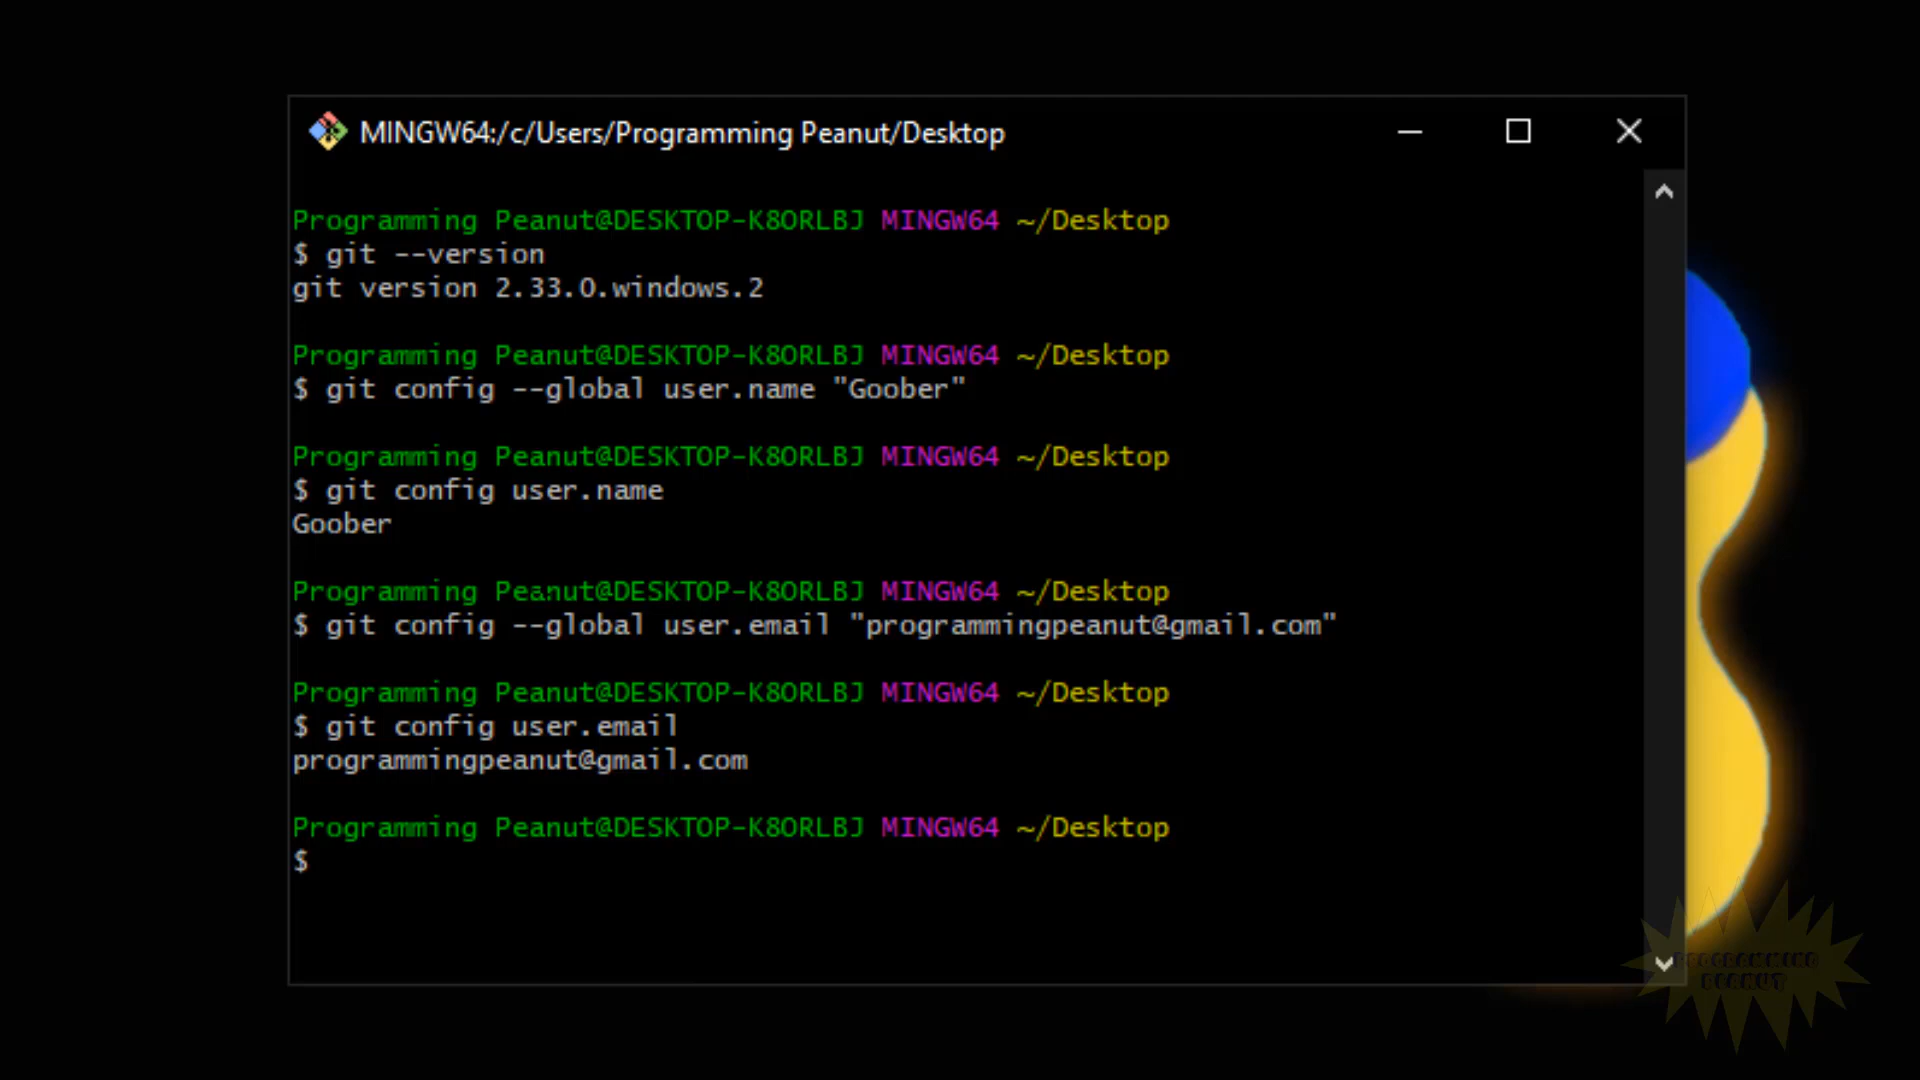 MINGW64:/c/Users/Programming Peanut/Desktop
Programming Peanut@DESKTOP-K8ORLBJ MINGW64 ~/Desktop
$ git --version
git version 2.33.0.windows.2
Programming Peanut@DESKTOP-K8ORLBJ MINGW64 ~/Desktop
$ git config --global user.name "Goober"
Programming Peanut@DESKTOP-K8ORLBJ MINGW64 ~/Desktop
$ git config user.name
Goober
Programming Peanut@DESKTOP-K8ORLBJ MINGW64 ~/Desktop
$ git config --global user.email "programmingpeanut@gmail.com"
Programming Peanut@DESKTOP-K8ORLBJ MINGW64 ~/Desktop
$ git config user.email
programmingpeanut@gmail.com
Programming Peanut@DESKTOP-K8ORLBJ MINGW64 ~/Desktop
$
PROGRAMMING
PEANUT